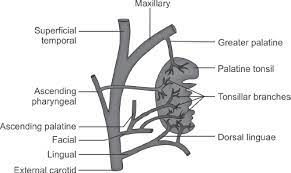 Maxillary
Superficial
temporal
Greater palatine
Palatine tonsil
Ascending
pharyngeal
Tonsillar branches
Ascending palatine
Facial
Dorsal linguae
Lingual
External carotid